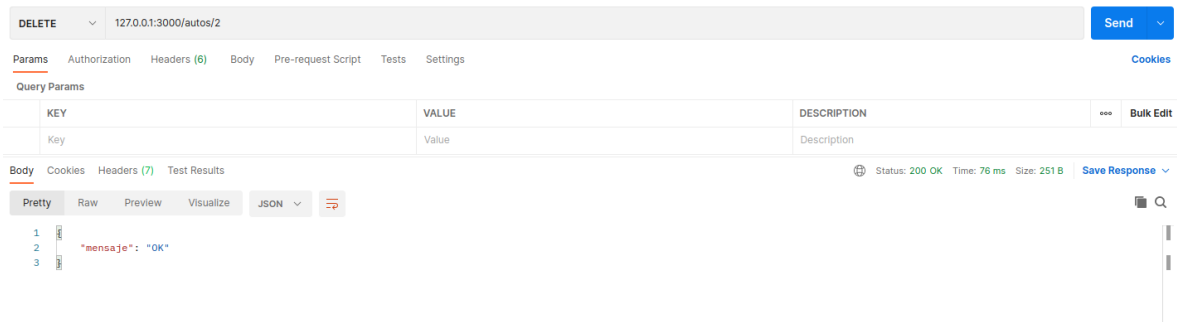 DELETE 127.0.0.1:3000/autos/2 Send
Params Authorization Headers (6) Body Pre-request Script Tests Settings Cookies
Query Params
KEY VALUE DESCRIPTION ooo Bulk Edit
Key Value Description
Body Cookies Headers (7) Test Results Status: 200 OK Time: 76 ms Size: 251 B Save Response
Pretty Raw Preview Visualize JSON
1 {
2 "mensaje": "OK"
3 }